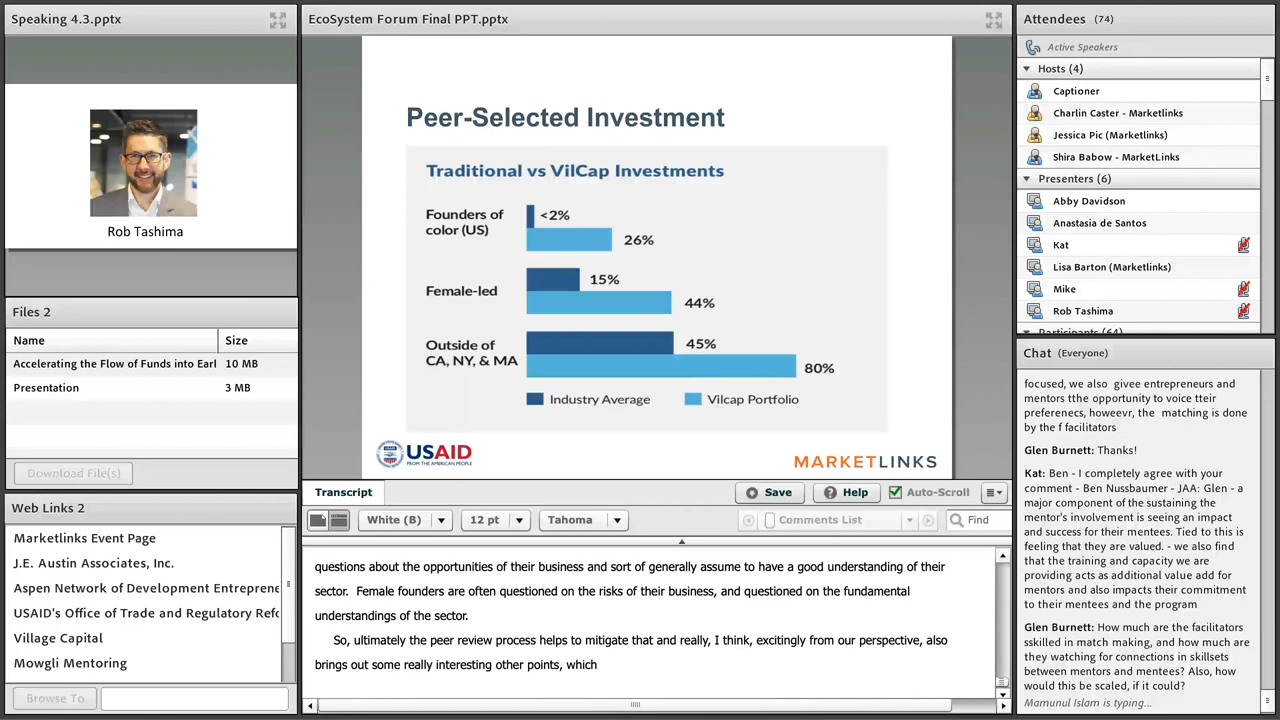 Speaking 4.3.pptx
Rob Tashima
Files 2
Name Size
Accelerating the Flow of Funds into Earl 10 MB
Presentation 3 MB
Download File(s)
Web Links 2
Marketlinks Event Page
J.E. Austin Associates, Inc.
Aspen Network of Development Entreprene
USAID's Office of Trade and Regulatory Refo
Village Capital
Mowgli Mentoring
Browse To
EcoSystem Forum Final PPT.pptx
Peer-Selected Investment
Traditional vs VilCap Investments
Founders of
color (US)
<2%
26%
Female-led
15%
44%
Outside of
CA, NY, & MA
45%
80%
Industry Average Vilcap Portfolio
USAID
FROM THE AMERICAN PEOPLE
MARKETLINKS
Transcript Save Help Auto-Scroll
White (B) 12 pt Tahoma Comments List Find
questions about the opportunities of their business and sort of generally assume to have a good understanding of their
sector. Female founders are often questioned on the risks of their business, and questioned on the fundamental
understandings of the sector.
So, ultimately the peer review process helps to mitigate that and really, I think, excitingly from our perspective, also
brings out some really interesting other points, which
Attendees (74)
Active Speakers
Hosts (4)
Captioner
Charlin Caster - Marketlinks
Jessica Pic (Marketlinks)
Shira Babow - MarketLinks
Presenters (6)
Abby Davidson
Anastasia de Santos
Kat
Lisa Barton (Marketlinks)
Mike
Rob Tashima
Participants (64)
Chat (Everyone)
focused, we also givee entrepreneurs and
mentors tthe opportunity to voice tteir
preferenecs, howeevr, the matching is done
by the f facilitators
Glen Burnett: Thanks!
Kat: Ben - I completely agree with your
comment - Ben Nussbaumer - JAA: Glen - a
major component of the sustaining the
mentor's involvement is seeing an impact
and success for their mentees. Tied to this is
feeling that they are valued. - we also find
that the training and capacity we are
providing acts as additional value add for
mentors and also impacts their commitment
to their mentees and the program
Glen Burnett: How much are the facilitators
sskilled in match making, and how much are
they watching for connections in skillsets
between mentors and mentees? Also, how
would this be scaled, if it could?
Mamunul Islam is typing...